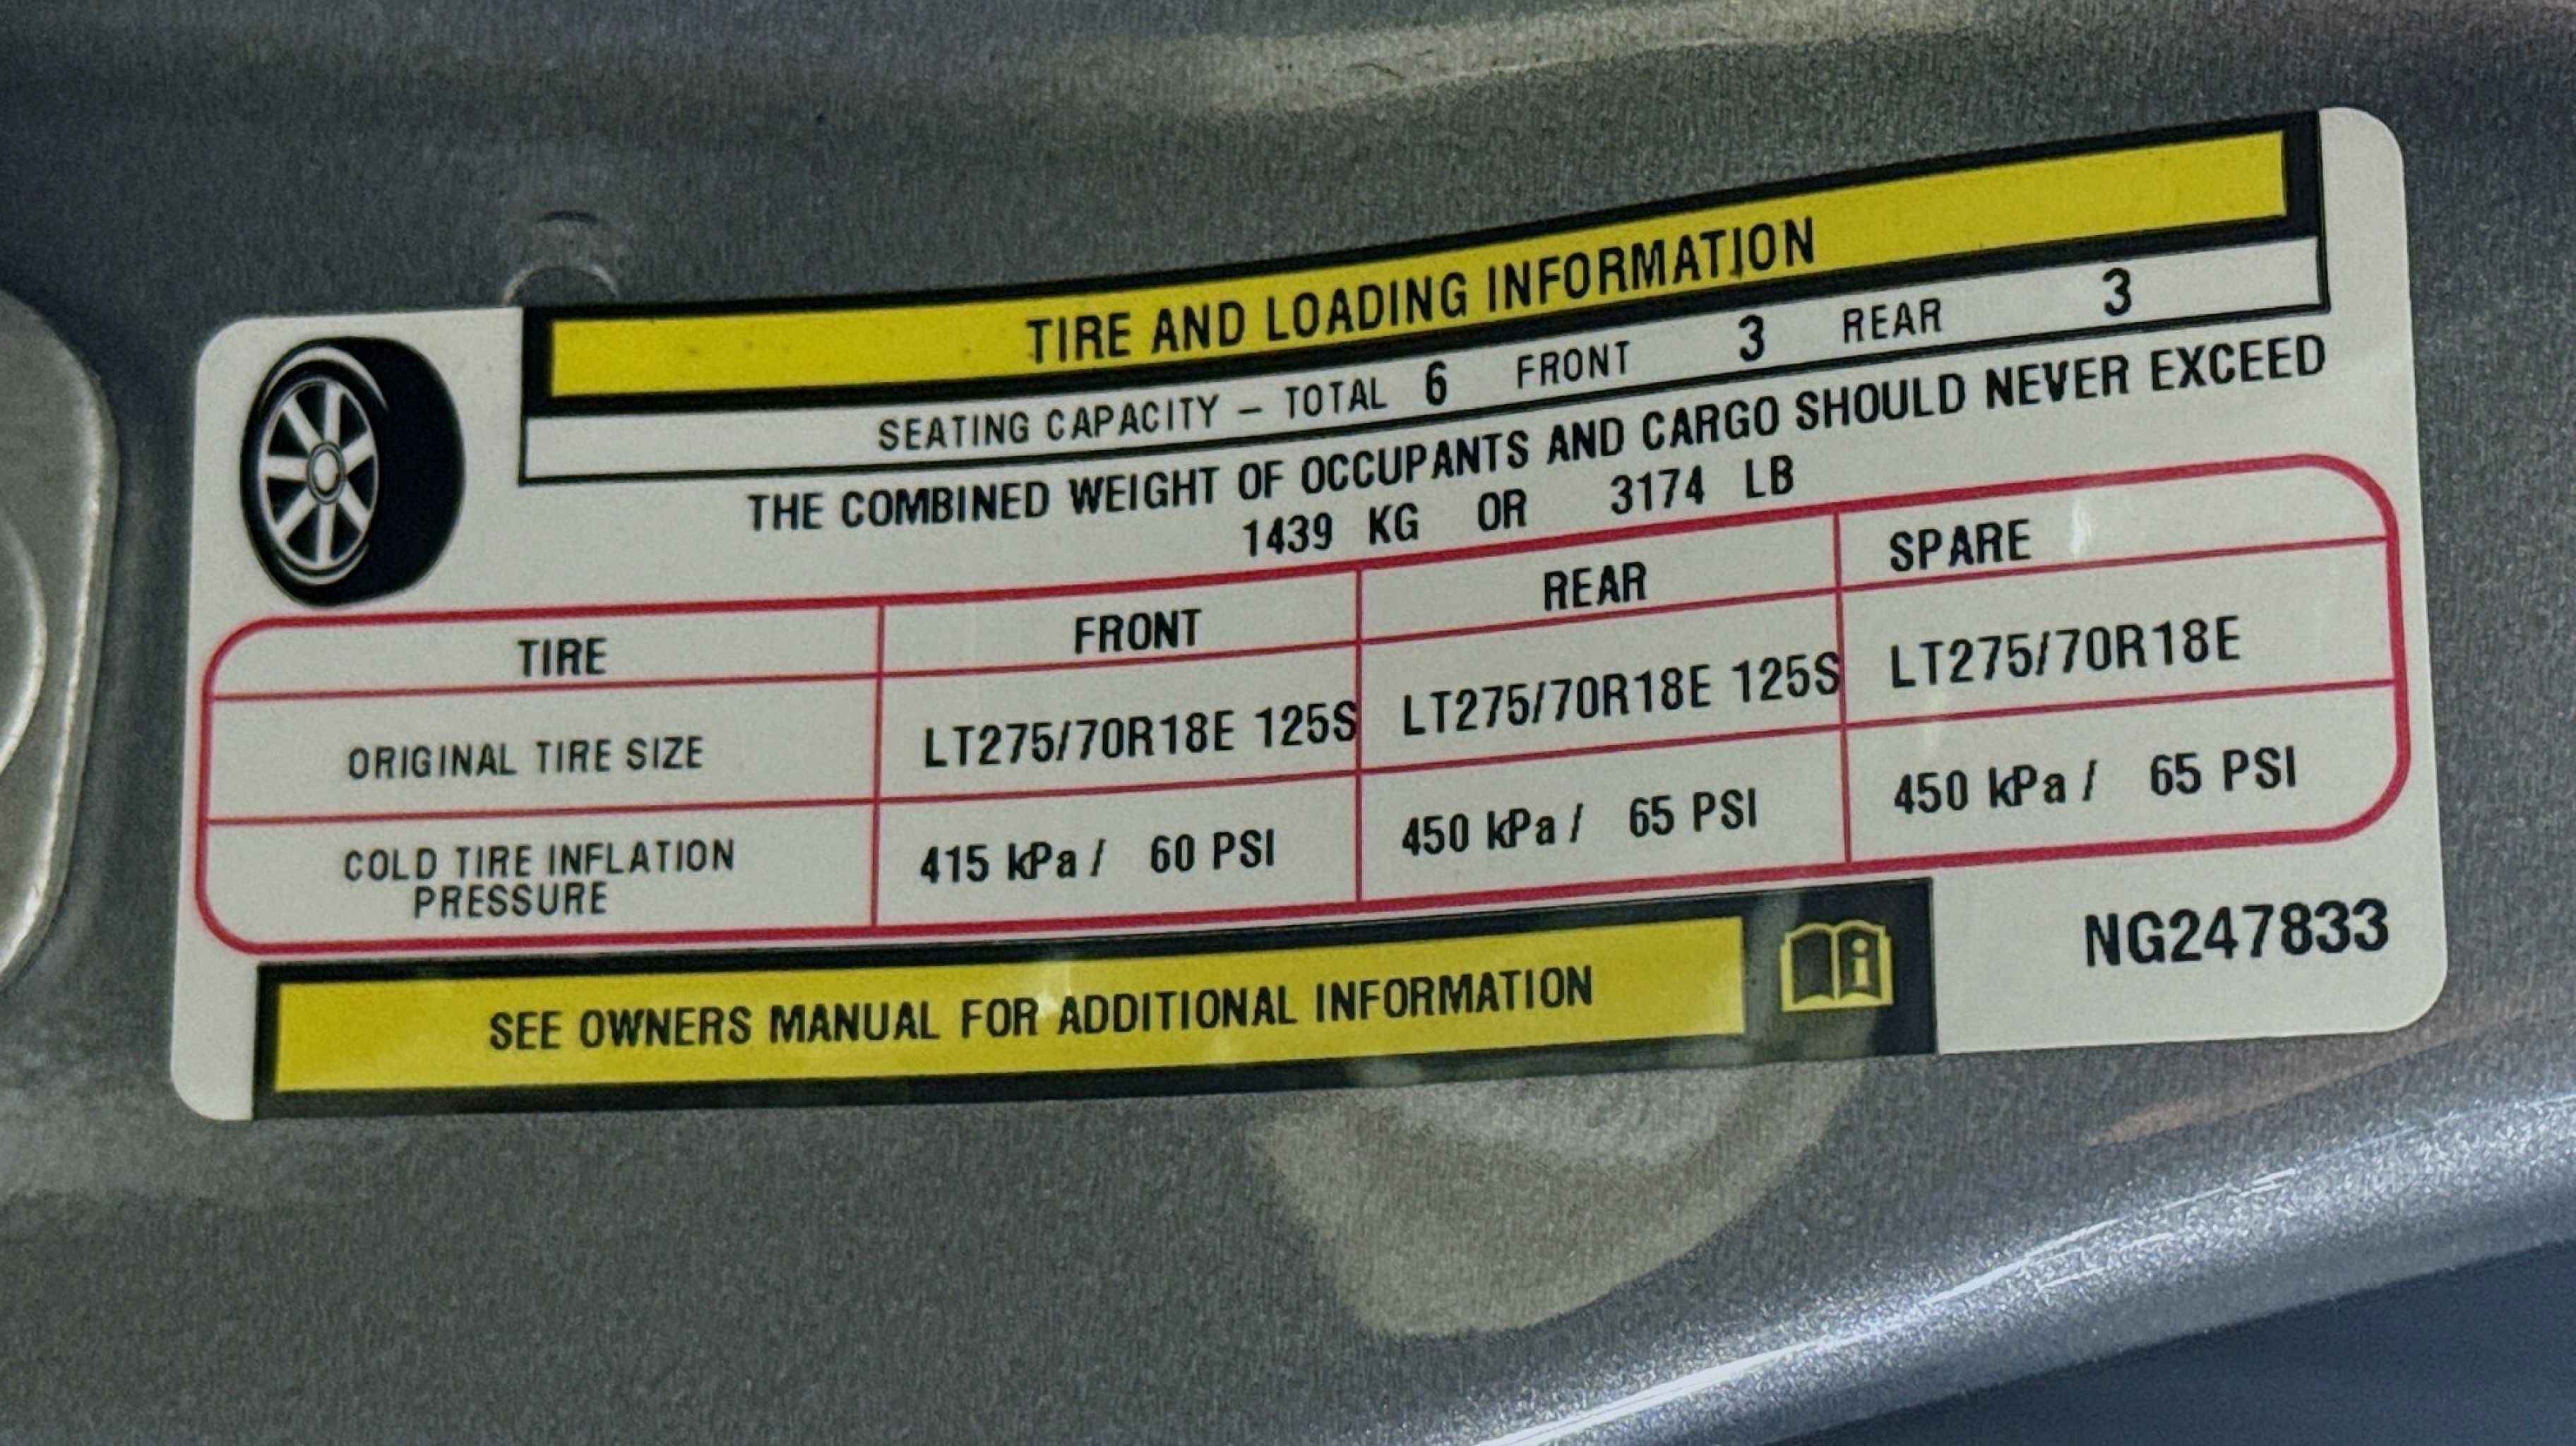 TIRE AND LOADING INFORMATION
SEATING CAPACITY – TOTAL 6 FRONT 3 REAR 3
THE COMBINED WEIGHT OF OCCUPANTS AND CARGO SHOULD NEVER EXCEED
1439 KG OR 3174 LB
TIRE FRONT REAR SPARE
ORIGINAL TIRE SIZE LT275/70R18E 125S LT275/70R18E 125S LT275/70R18E
COLD TIRE INFLATION
PRESSURE 415 kPa / 60 PSI 450 kPa / 65 PSI 450 kPa / 65 PSI
SEE OWNERS MANUAL FOR ADDITIONAL INFORMATION
NG247833